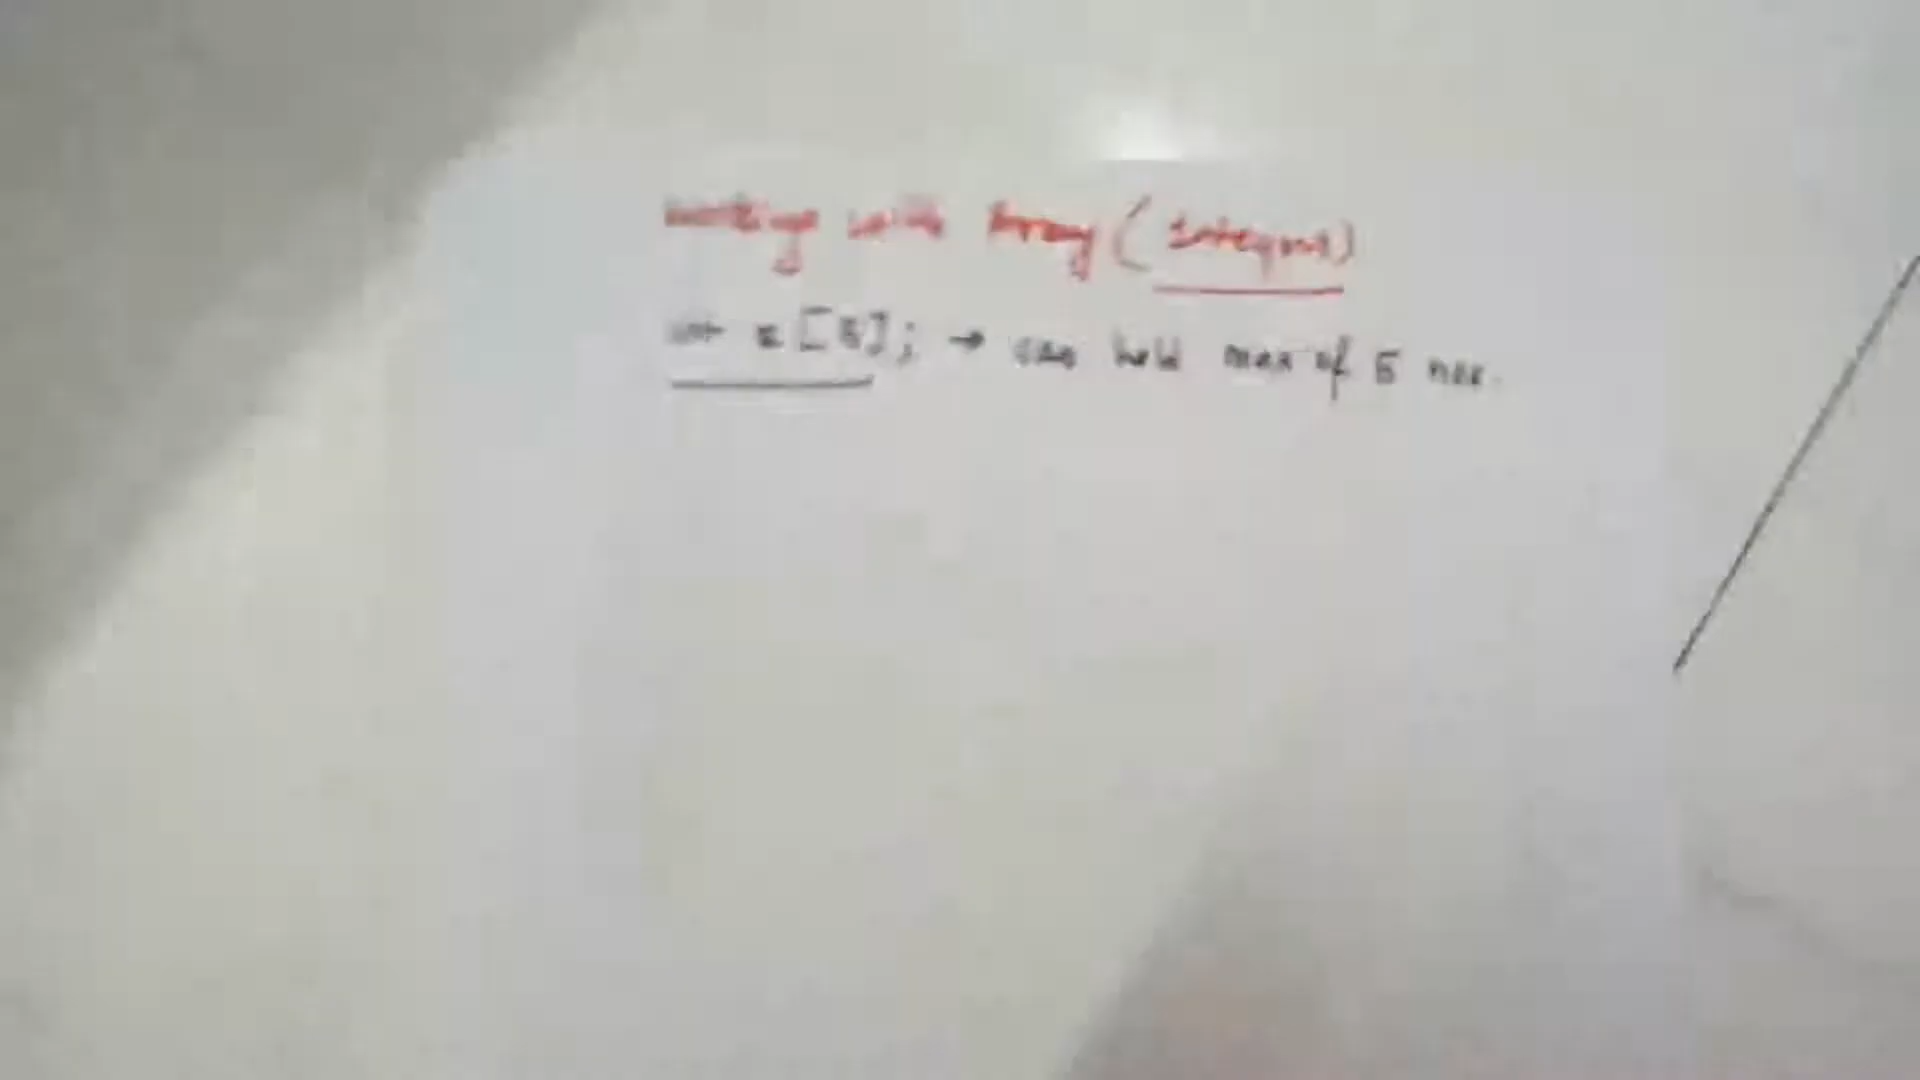 Working with Array (Integers)
int x[5]; → can hold max of 5 nos.